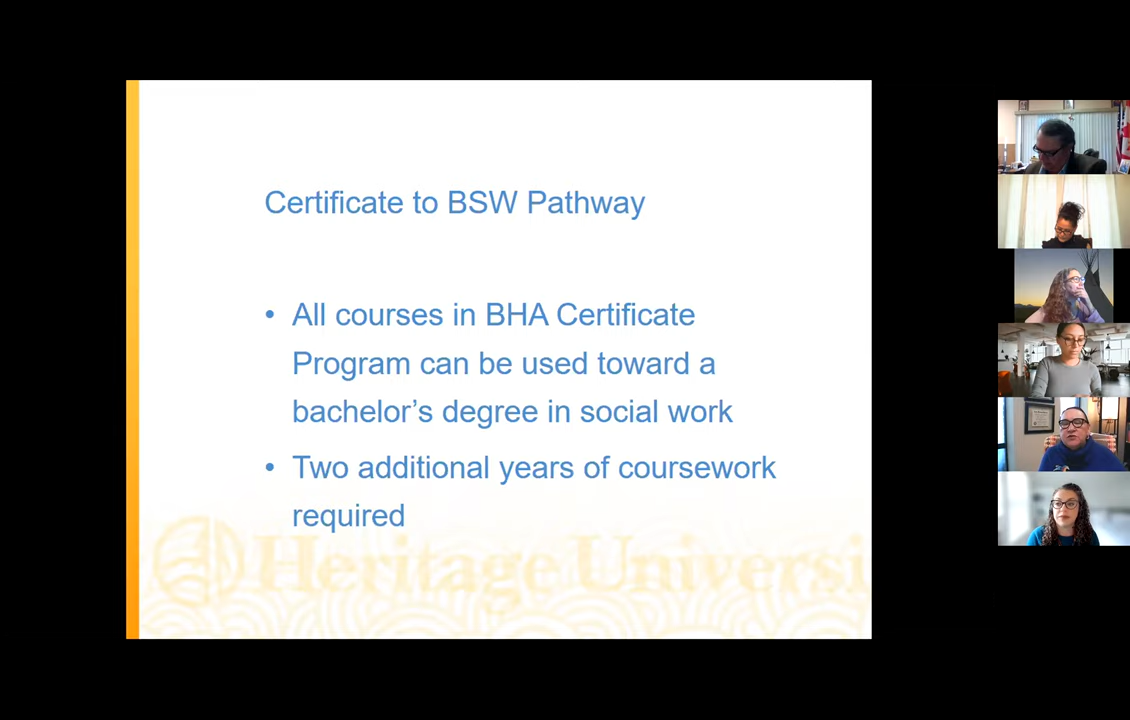 Certificate to BSW Pathway
• All courses in BHA Certificate
Program can be used toward a
bachelor’s degree in social work
• Two additional years of coursework
required
Heritage Universi